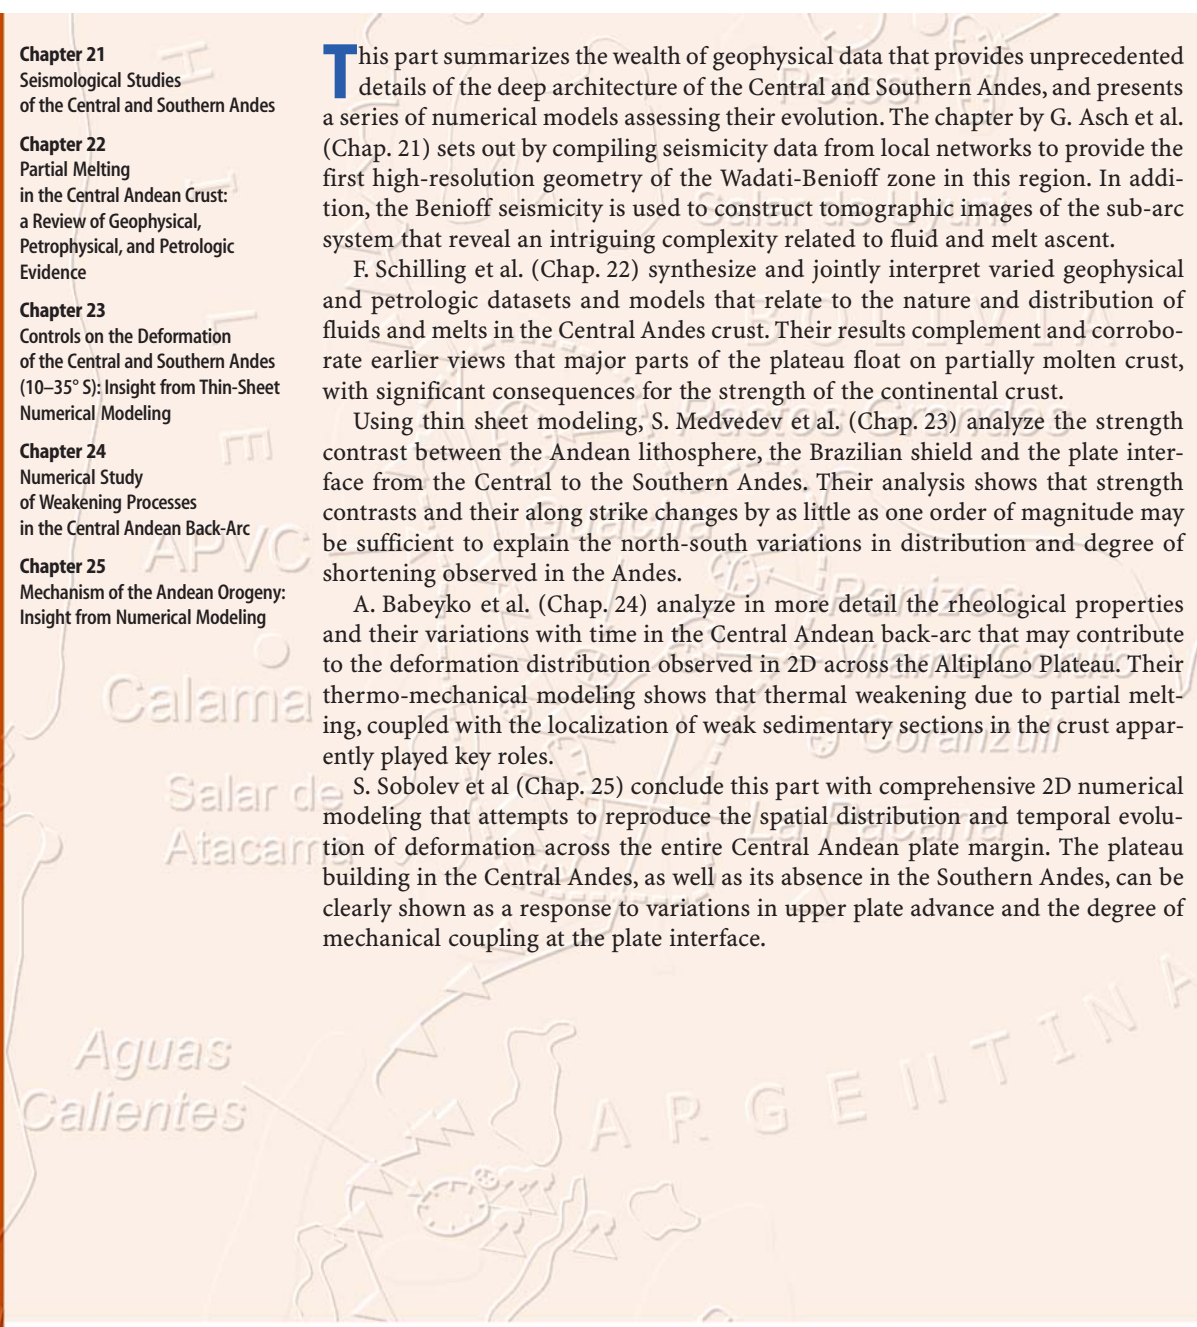 Chapter 21
Seismological Studies
of the Central and Southern Andes
Chapter 22
Partial Melting
in the Central Andean Crust:
a Review of Geophysical,
Petrophysical, and Petrologic
Evidence
Chapter 23
Controls on the Deformation
of the Central and Southern Andes
(10–35° S): Insight from Thin-Sheet
Numerical Modeling
Chapter 24
Numerical Study
of Weakening Processes
in the Central Andean Back-Arc
Chapter 25
Mechanism of the Andean Orogeny:
Insight from Numerical Modeling
This part summarizes the wealth of geophysical data that provides unprecedented
details of the deep architecture of the Central and Southern Andes, and presents
a series of numerical models assessing their evolution. The chapter by G. Asch et al.
(Chap. 21) sets out by compiling seismicity data from local networks to provide the
first high-resolution geometry of the Wadati-Benioff zone in this region. In addi-
tion, the Benioff seismicity is used to construct tomographic images of the sub-arc
system that reveal an intriguing complexity related to fluid and melt ascent.
F. Schilling et al. (Chap. 22) synthesize and jointly interpret varied geophysical
and petrologic datasets and models that relate to the nature and distribution of
fluids and melts in the Central Andes crust. Their results complement and corrobo-
rate earlier views that major parts of the plateau float on partially molten crust,
with significant consequences for the strength of the continental crust.
Using thin sheet modeling, S. Medvedev et al. (Chap. 23) analyze the strength
contrast between the Andean lithosphere, the Brazilian shield and the plate inter-
face from the Central to the Southern Andes. Their analysis shows that strength
contrasts and their along strike changes by as little as one order of magnitude may
be sufficient to explain the north-south variations in distribution and degree of
shortening observed in the Andes.
A. Babeyko et al. (Chap. 24) analyze in more detail the rheological properties
and their variations with time in the Central Andean back-arc that may contribute
to the deformation distribution observed in 2D across the Altiplano Plateau. Their
thermo-mechanical modeling shows that thermal weakening due to partial melt-
ing, coupled with the localization of weak sedimentary sections in the crust appar-
ently played key roles.
S. Sobolev et al (Chap. 25) conclude this part with comprehensive 2D numerical
modeling that attempts to reproduce the spatial distribution and temporal evolu-
tion of deformation across the entire Central Andean plate margin. The plateau
building in the Central Andes, as well as its absence in the Southern Andes, can be
clearly shown as a response to variations in upper plate advance and the degree of
mechanical coupling at the plate interface.
Potosi
Salar de Uyuni
BOLIVIA
CHILE
Pastos Grandes
Guacha
APVC
Panizos
Vilama/Coruto
Calama
Coranzuli
Salar de
Atacama
La Pacana
Aguas
Calientes
ARGENTINA